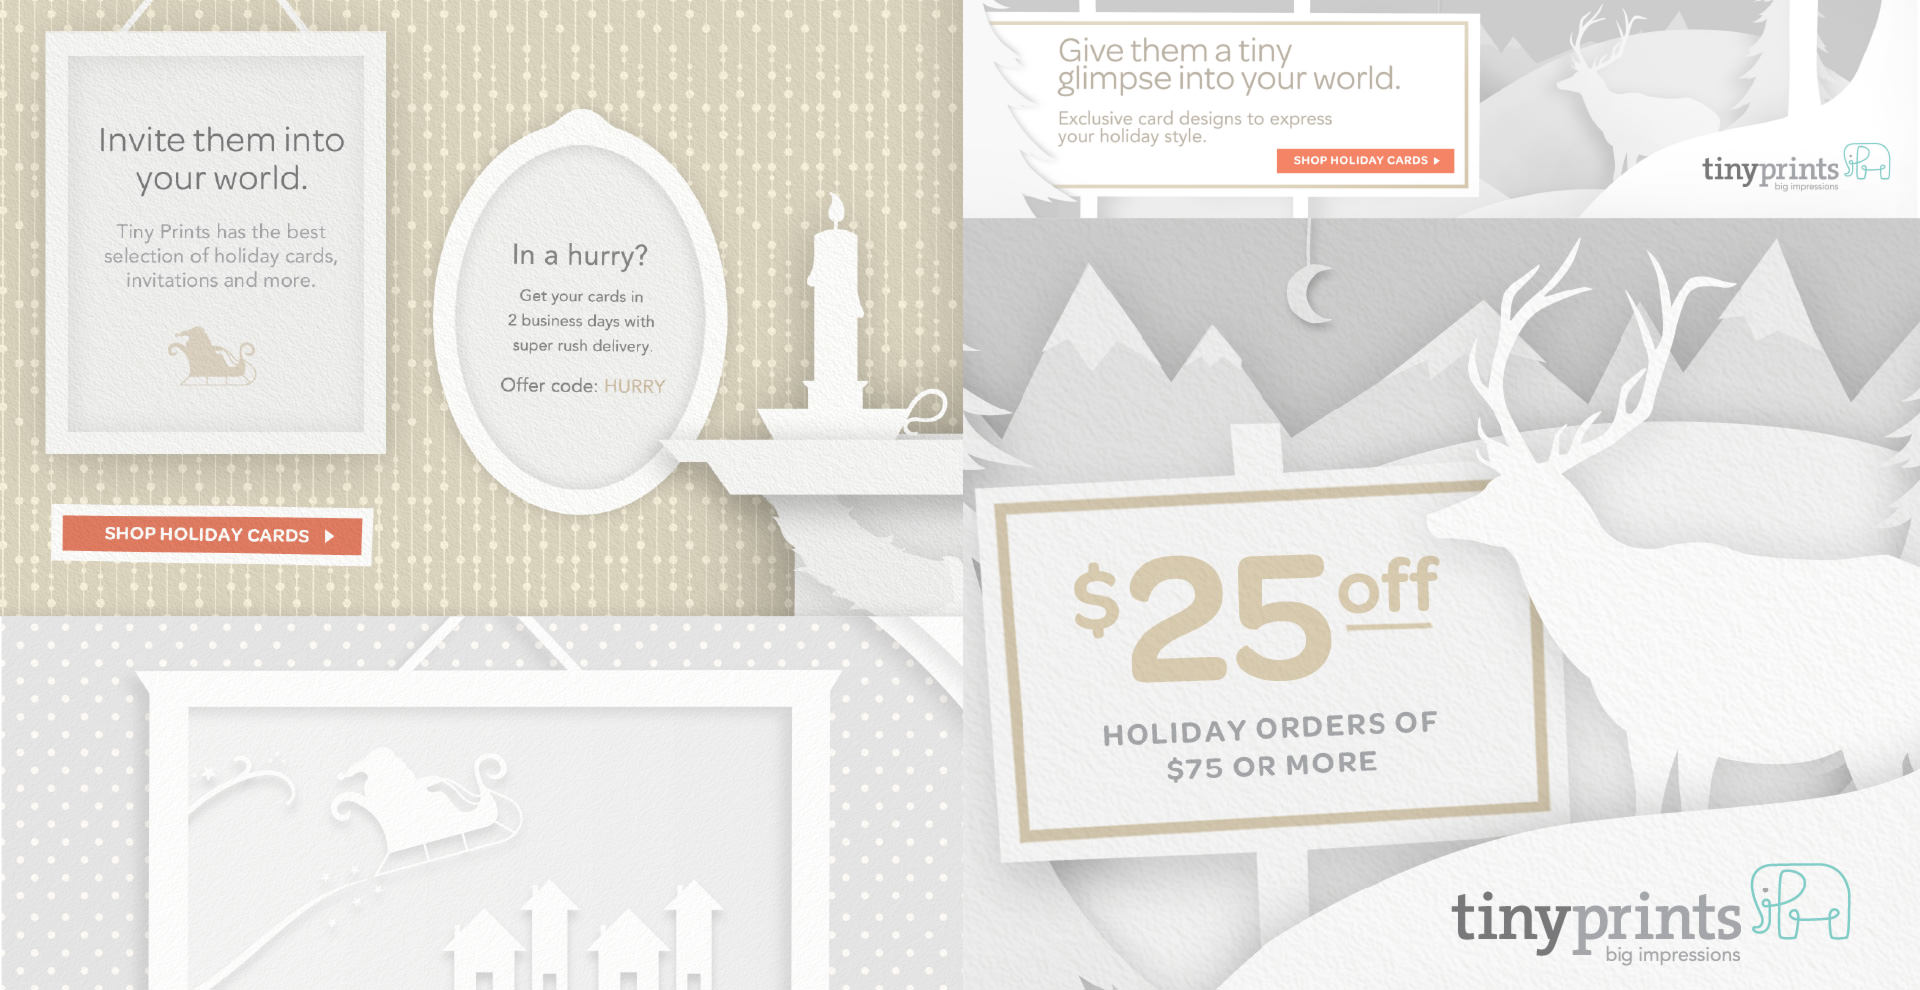 Invite them into
your world.
Tiny Prints has the best
selection of holiday cards,
invitations and more.
SHOP HOLIDAY CARDS
In a hurry?
Get your cards in
2 business days with
super rush delivery.
Offer code: HURRY
Give them a tiny
glimpse into your world.
Exclusive card designs to express
your holiday style.
SHOP HOLIDAY CARDS
tinyprints
big impressions
$25 off
HOLIDAY ORDERS OF
$75 OR MORE
tinyprints
big impressions